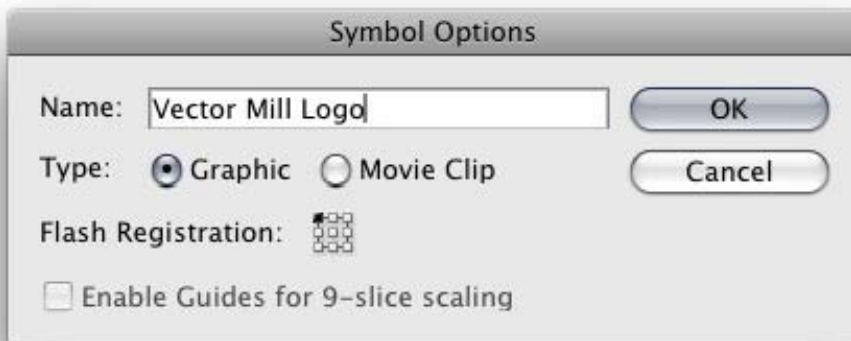 Symbol Options
Name: Vector Mill Logo OK
Type: Graphic Movie Clip Cancel
Flash Registration:
Enable Guides for 9-slice scaling